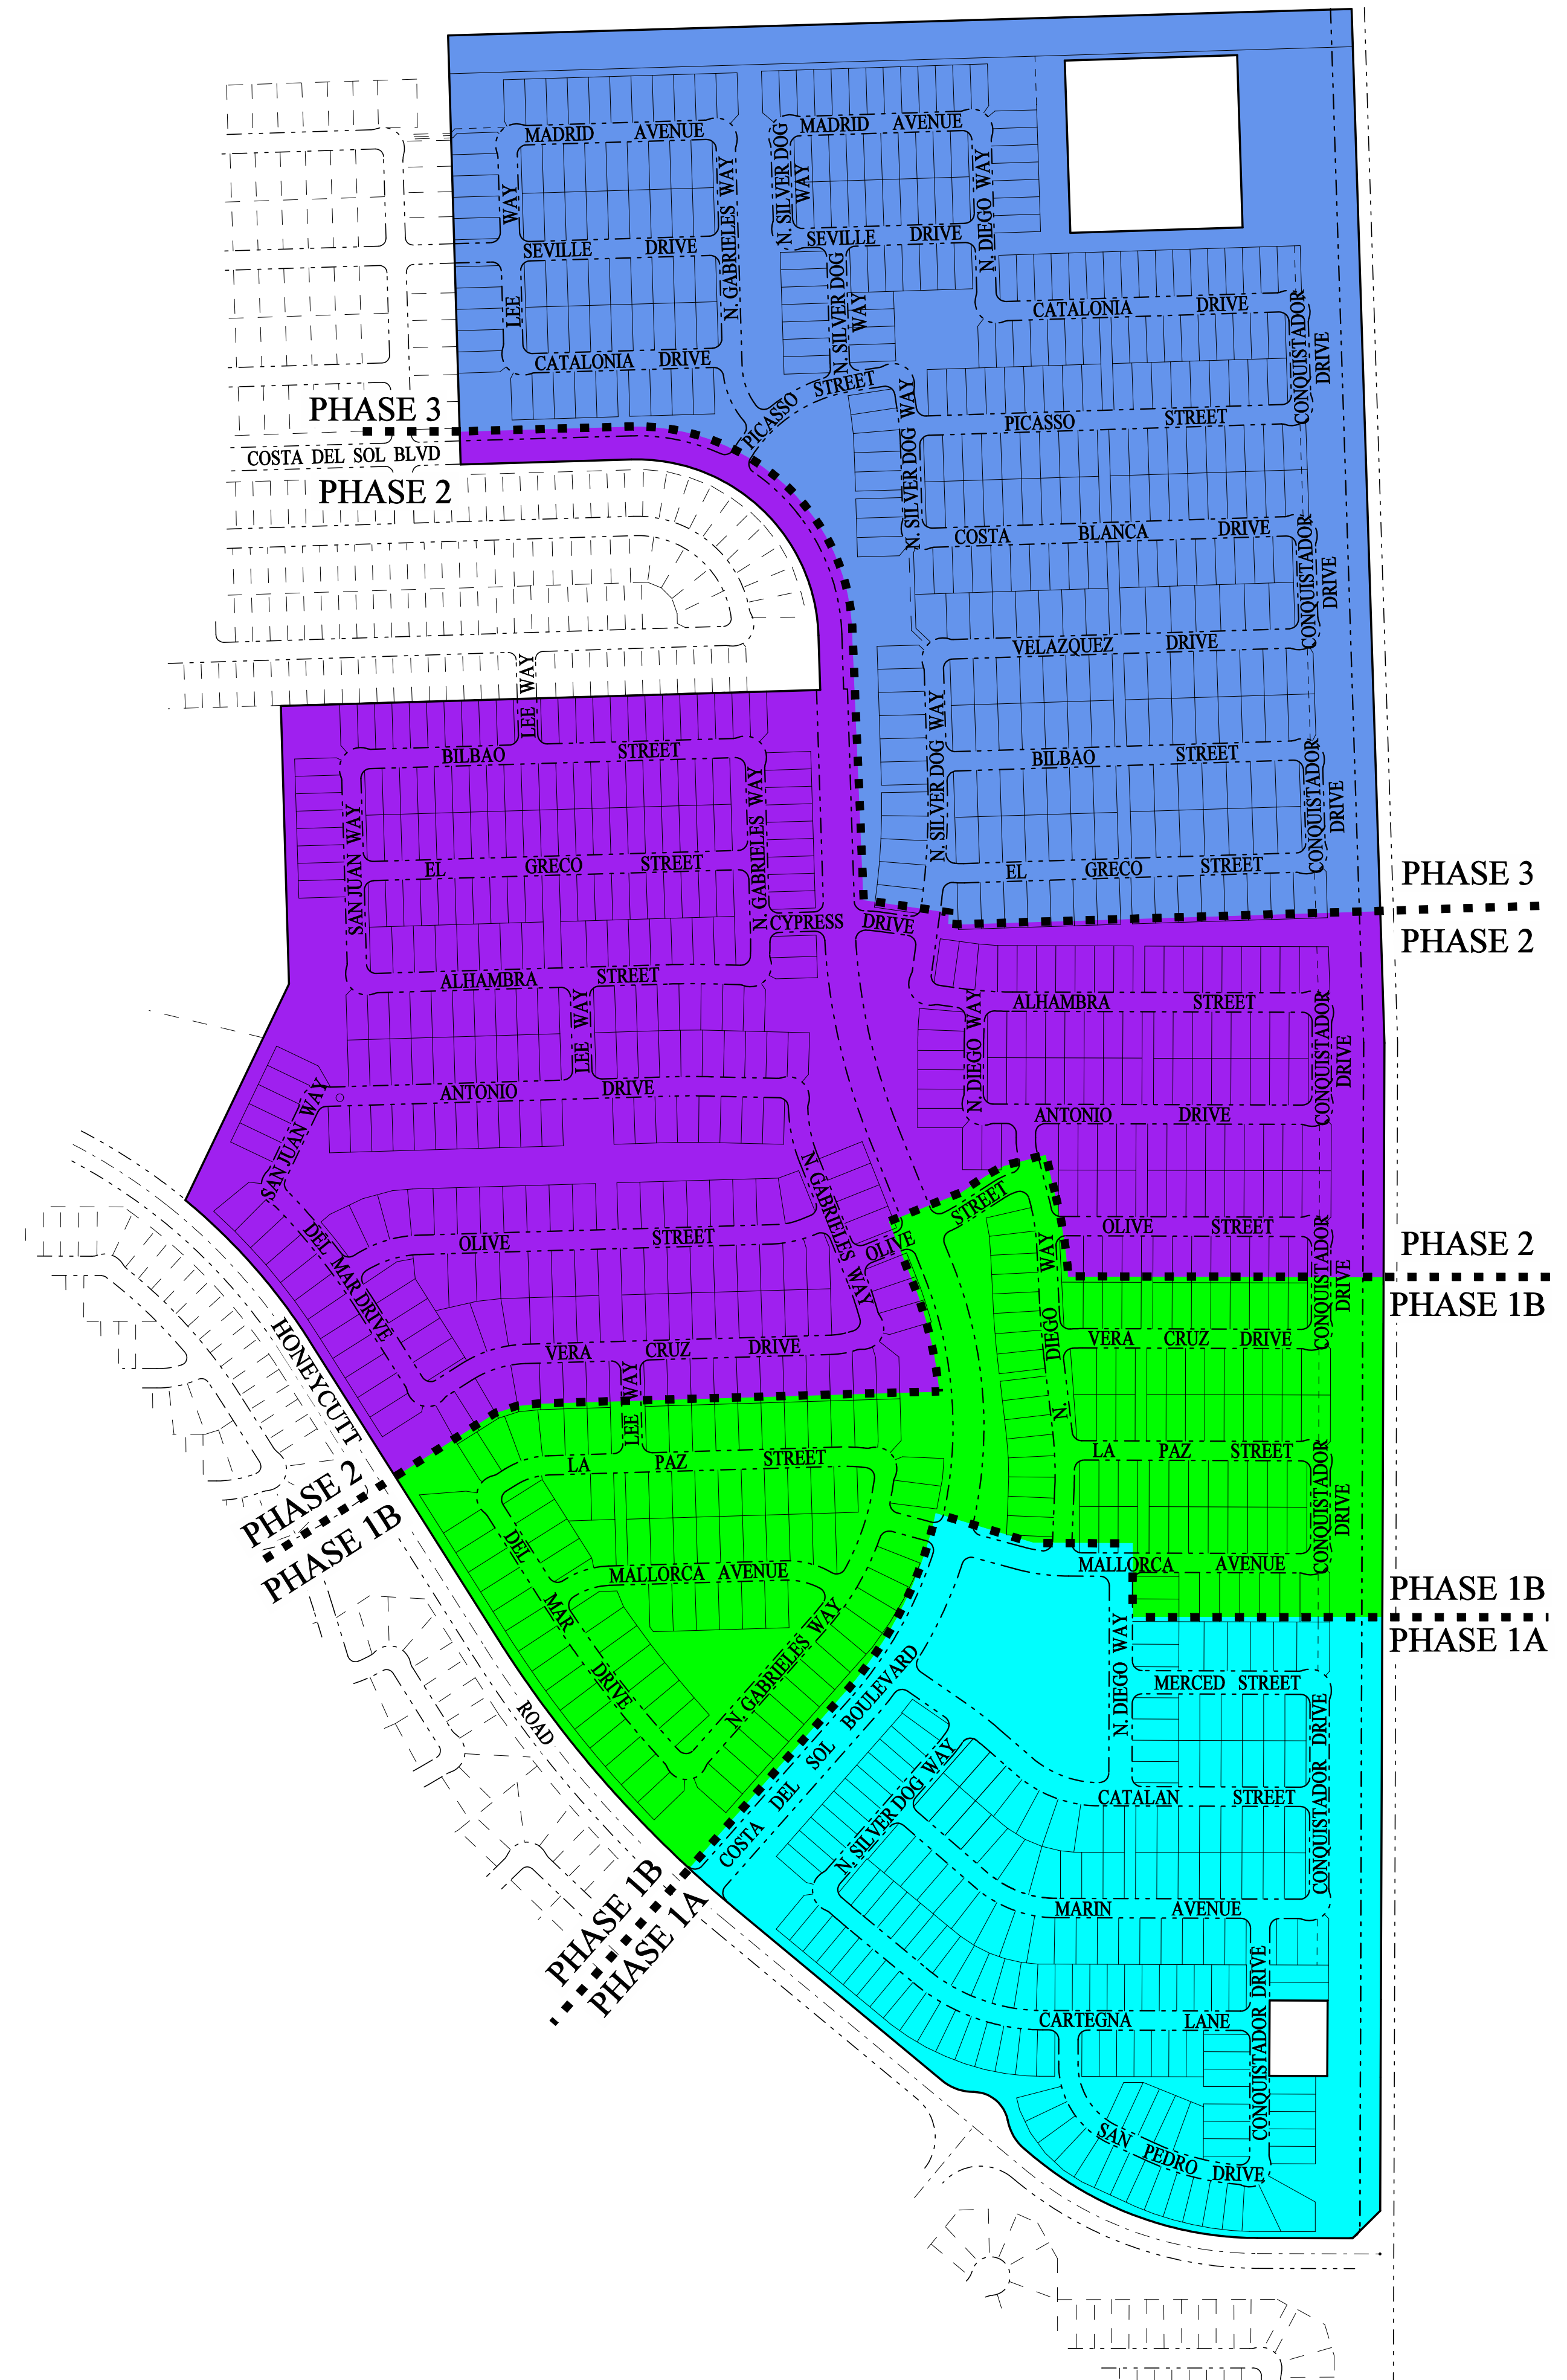 MADRID AVENUE
MADRID AVENUE
N. SILVER DOG
WAY
LEE WAY
N. GABRIELES WAY
N. DIEGO WAY
SEVILLE DRIVE
SEVILLE DRIVE
N. SILVER DOG
WAY
CATALONIA DRIVE
CATALONIA DRIVE
CONQUISTADOR
DRIVE
PICASSO STREET
N. SILVER DOG WAY
PICASSO STREET
PHASE 3
COSTA DEL SOL BLVD
PHASE 2
COSTA BLANCA DRIVE
CONQUISTADOR
DRIVE
VELAZQUEZ DRIVE
LEE WAY
N. SILVER DOG WAY
BILBAO STREET
BILBAO STREET
CONQUISTADOR
DRIVE
SAN JUAN WAY
N. GABRIELES WAY
EL GRECO STREET
EL GRECO STREET
PHASE 3
PHASE 2
CYPRESS DRIVE
ALHAMBRA STREET
ALHAMBRA STREET
LEE WAY
N. DIEGO WAY
CONQUISTADOR
DRIVE
ANTONIO DRIVE
ANTONIO DRIVE
SAN JUAN WAY
N. GABRIELES WAY
OLIVE STREET
OLIVE STREET
OLIVE STREET
DEL MAR DRIVE
CONQUISTADOR
DRIVE
PHASE 2
PHASE 1B
N. DIEGO WAY
VERA CRUZ DRIVE
VERA CRUZ DRIVE
LEE WAY
HONEYCUTT ROAD
LA PAZ STREET
LA PAZ STREET
CONQUISTADOR
DRIVE
PHASE 2
PHASE 1B
DEL MAR DRIVE
MALLORCA AVENUE
MALLORCA AVENUE
PHASE 1B
PHASE 1A
N. GABRIELES WAY
N. DIEGO WAY
MERCED STREET
CONQUISTADOR DRIVE
COSTA DEL SOL BOULEVARD
N. SILVER DOG WAY
CATALAN STREET
CONQUISTADOR DRIVE
PHASE 1B
PHASE 1A
MARIN AVENUE
CONQUISTADOR DRIVE
CARTEGNA LANE
CONQUISTADOR DRIVE
SAN PEDRO DRIVE